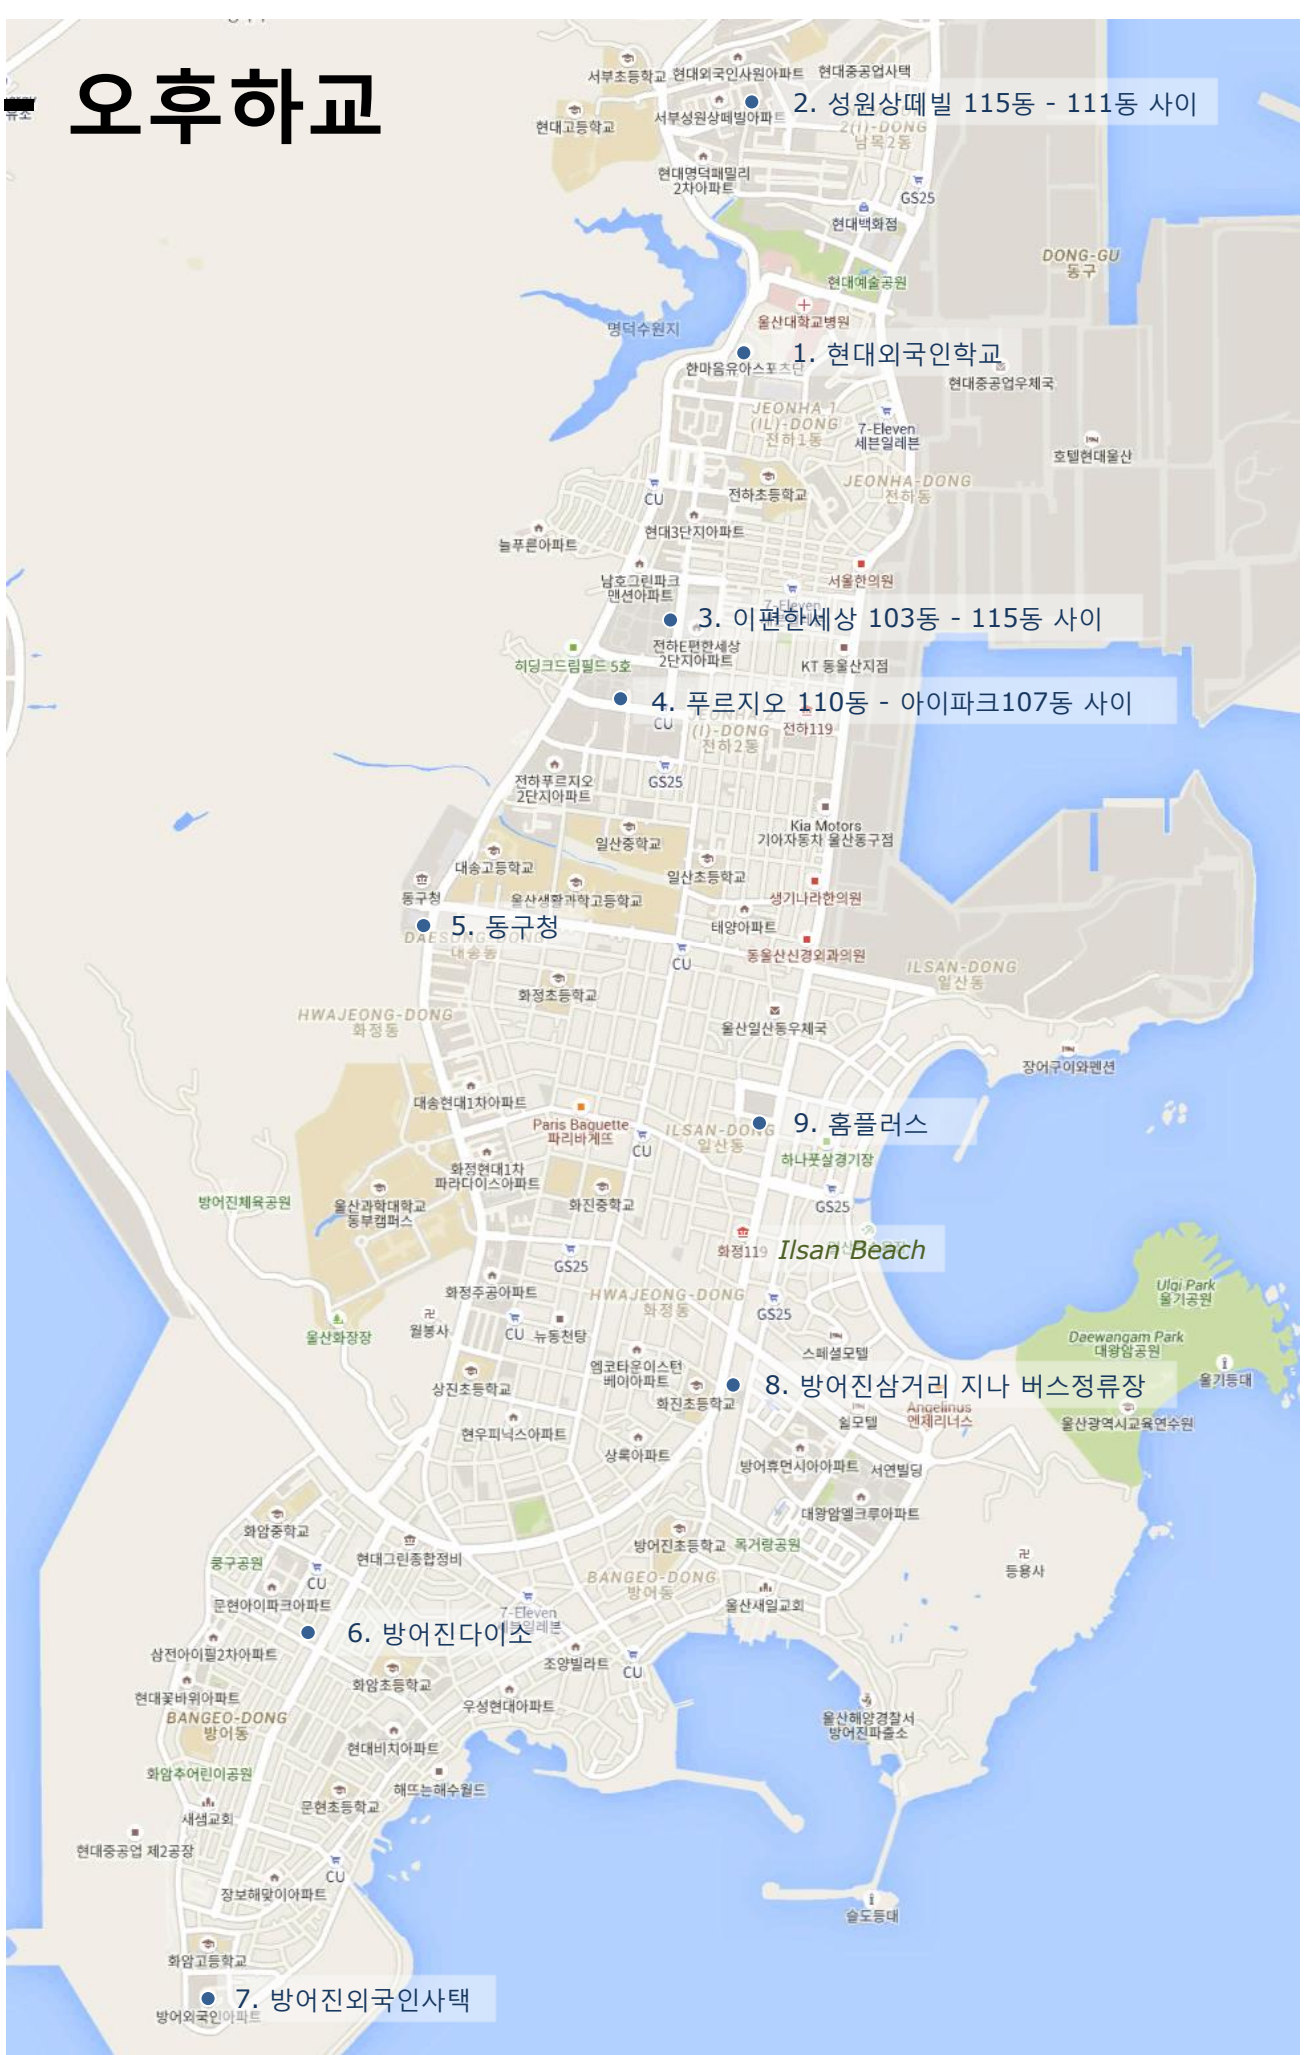 - 오후하교
서부초등학교
현대외국인사원아파트
현대중공업사택
현대고등학교
서부성원상떼빌아파트
2. 성원상떼빌 115동 - 111동 사이
2(I)-DONG
남목2동
현대명덕패밀리
2차아파트
GS25
현대백화점
DONG-GU
동구
현대예술공원
울산대학교병원
명덕수원지
1. 현대외국인학교
한마음유아스포츠단
현대중공업우체국
JEONHA 1
(IL)-DONG
전하1동
7-Eleven
세븐일레븐
호텔현대울산
CU
전하초등학교
JEONHA-DONG
전하동
현대3단지아파트
늘푸른아파트
남호그린파크
맨션아파트
서울한의원
7-Eleven
3. 이편한세상 103동 - 115동 사이
전하E편한세상
2단지아파트
히딩크드림필드 5호
KT 동울산지점
4. 푸르지오 110동 - 아이파크107동 사이
CU
JEONHA 2
(I)-DONG
전하2동
전하119
전하푸르지오
2단지아파트
GS25
Kia Motors
기아자동차 울산동구점
일산중학교
대송고등학교
일산초등학교
동구청
울산생활과학고등학교
생기나라한의원
5. 동구청
DAESONG-DONG
대송동
태양아파트
동울산신경외과의원
CU
ILSAN-DONG
일산동
화정초등학교
HWAJEONG-DONG
화정동
울산일산동우체국
장어구이와펜션
대송현대1차아파트
Paris Baguette
파리바게뜨
9. 홈플러스
ILSAN-DONG
일산동
CU
하나풋살경기장
화정현대1차
파라다이스아파트
방어진체육공원
울산과학대학교
동부캠퍼스
화진중학교
GS25
화정119
Ilsan Beach
GS25
화정주공아파트
HWAJEONG-DONG
화정동
Ulgi Park
울기공원
울산화장장
월봉사
CU
뉴동천탕
GS25
스페셜모텔
Daewangam Park
대왕암공원
엠코타운이스턴
베이아파트
상진초등학교
화진초등학교
8. 방어진삼거리 지나 버스정류장
울기등대
쉴모텔
Angelinus
엔제리너스
울산광역시교육연수원
현우피닉스아파트
상록아파트
방어휴먼시아아파트
서연빌딩
대왕암엠크루아파트
화암중학교
방어진초등학교
목거랑공원
쿵구공원
현대그린종합정비
등용사
CU
BANGEO-DONG
방어동
문현아이파크아파트
7-Eleven
세븐일레븐
울산새일교회
6. 방어진다이소
삼전아이필2차아파트
조양빌라트
CU
화암초등학교
현대꽃바위아파트
우성현대아파트
BANGEO-DONG
방어동
울산해양경찰서
방어진파출소
현대비치아파트
화암추어린이공원
해뜨는해수월드
문현초등학교
새샘교회
현대중공업 제2공장
CU
장보해맞이아파트
슬도등대
화암고등학교
7. 방어진외국인사택
방어외국인아파트